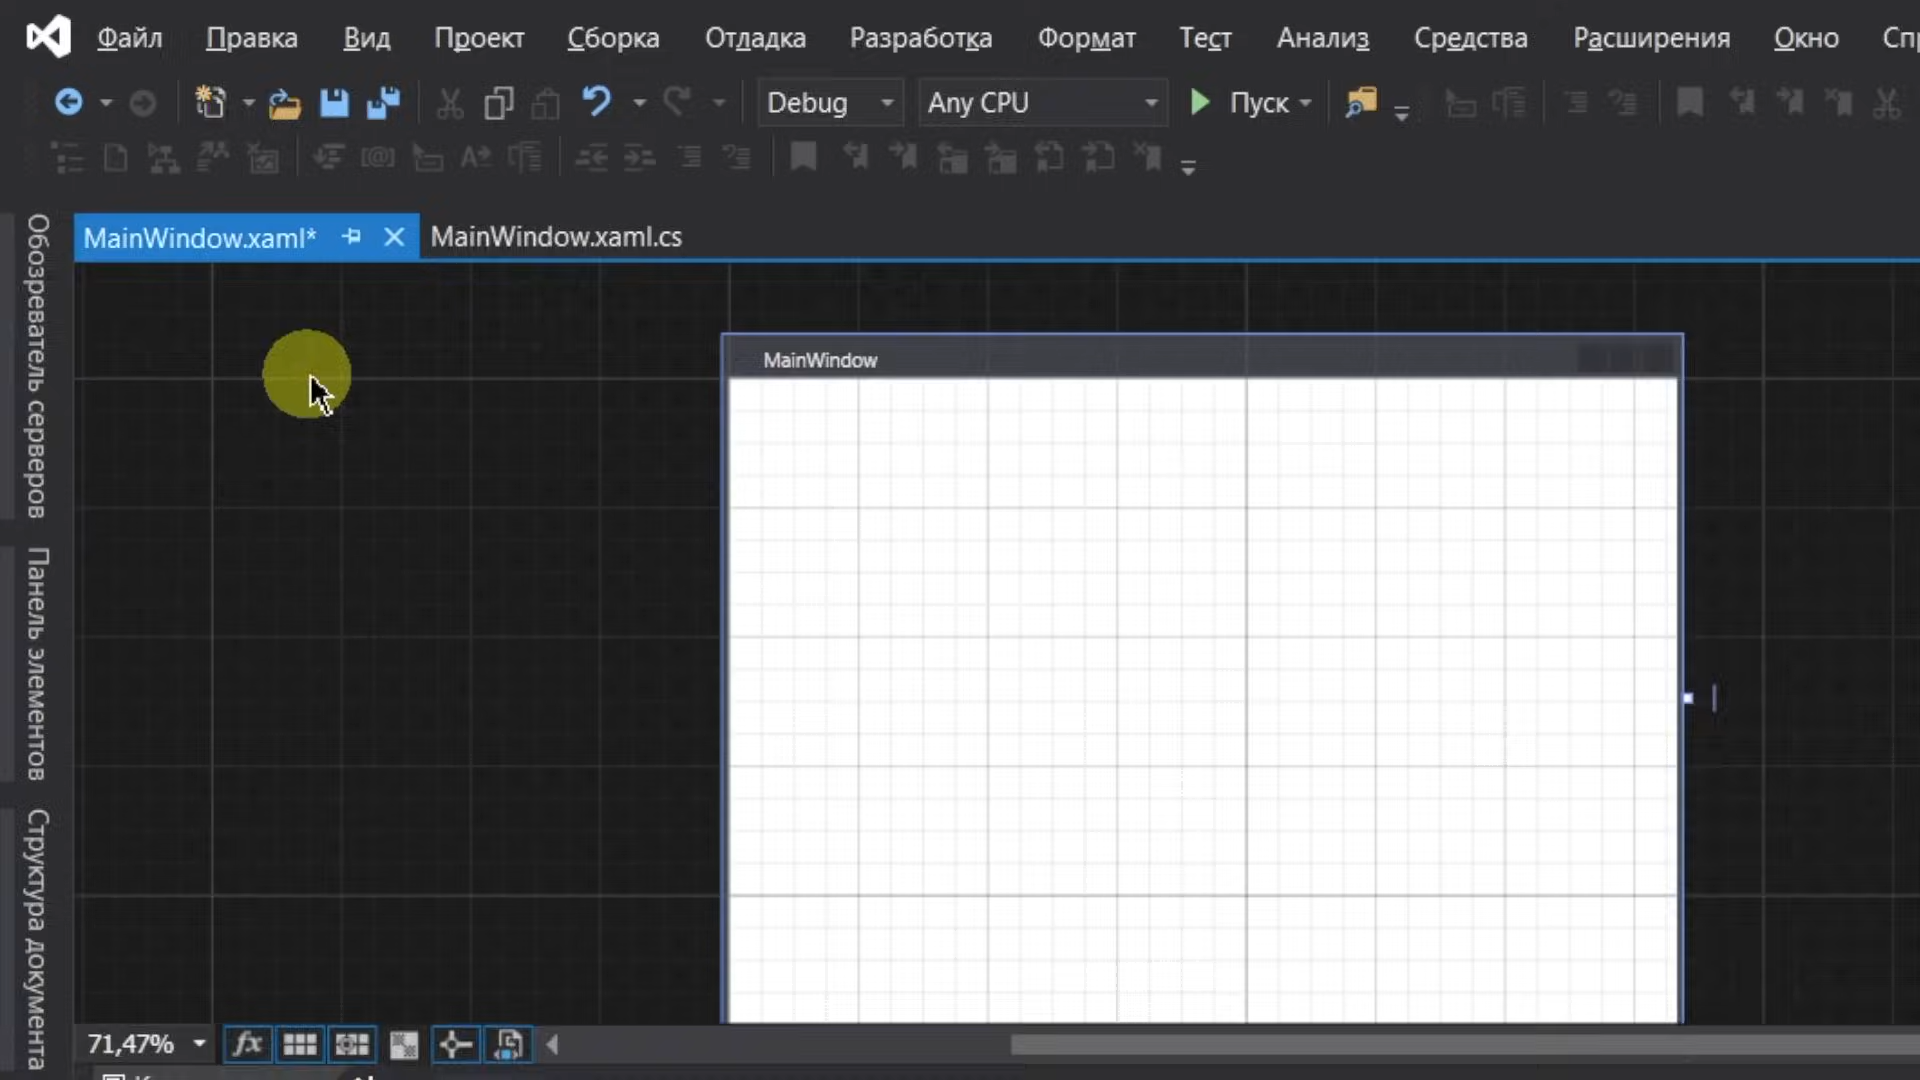 Файл Правка Вид Проект Сборка Отладка Разработка Формат Тест Анализ Средства Расширения Окно
Debug Any CPU Пуск
MainWindow.xaml* MainWindow.xaml.cs
Обозреватель серверов
Панель элементов
Структура документа
MainWindow
71,47% fx